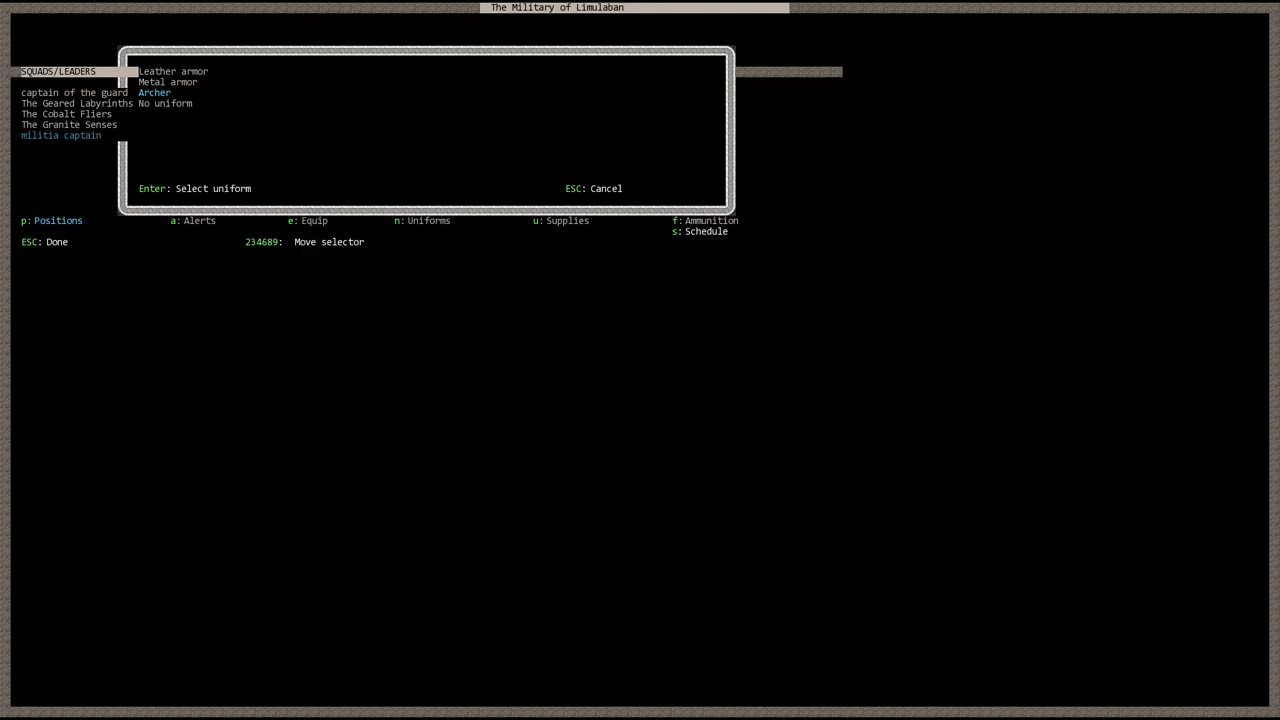 The Military of Limulaban
SQUADS/LEADERS Leather armor
Metal armor
captain of the guard Archer
The Geared Labyrinths No uniform
The Cobalt Fliers
The Granite Senses
militia captain
Enter: Select uniform ESC: Cancel
p: Positions a: Alerts e: Equip n: Uniforms u: Supplies f: Ammunition
s: Schedule
ESC: Done 234689: Move selector